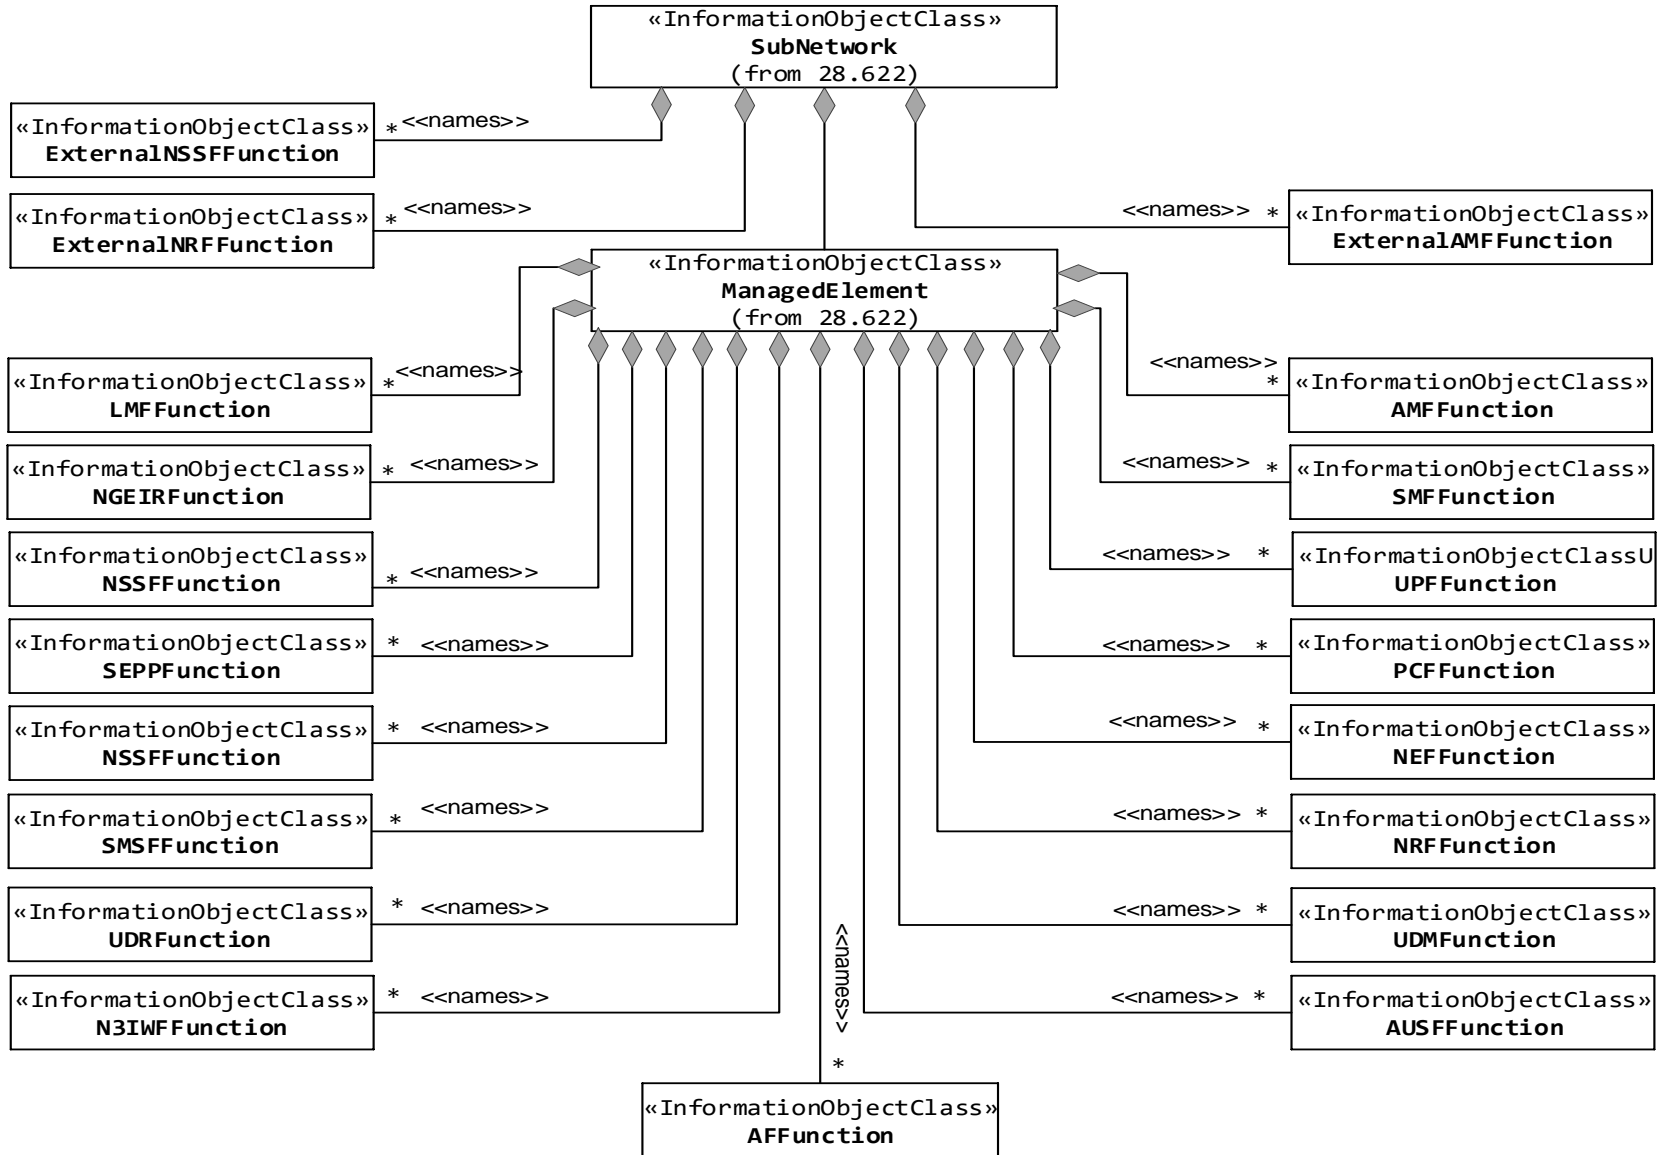 «InformationObjectClass»
SubNetwork
(from 28.622)
«InformationObjectClass»
ExternalNSSFFunction
* <<names>>
«InformationObjectClass»
ExternalNRFFunction
* <<names>>
<<names>> *
«InformationObjectClass»
ExternalAMFFunction
«InformationObjectClass»
ManagedElement
(from 28.622)
«InformationObjectClass»
LMFFunction
* <<names>>
<<names>>
*
«InformationObjectClass»
AMFFunction
«InformationObjectClass»
NGEIRFunction
* <<names>>
<<names>> *
«InformationObjectClass»
SMFFunction
«InformationObjectClass»
NSSFFunction
* <<names>>
<<names>> *
«InformationObjectClassU
UPFFunction
«InformationObjectClass»
SEPPFunction
* <<names>>
<<names>> *
«InformationObjectClass»
PCFFunction
«InformationObjectClass»
NSSFFunction
* <<names>>
<<names>> *
«InformationObjectClass»
NEFFunction
«InformationObjectClass»
SMSFFunction
* <<names>>
<<names>> *
«InformationObjectClass»
NRFFunction
«InformationObjectClass»
UDRFunction
* <<names>>
<<names>> *
«InformationObjectClass»
UDMFunction
«InformationObjectClass»
N3IWFFunction
* <<names>>
<<names>> *
«InformationObjectClass»
AUSFFunction
<<names>>
*
«InformationObjectClass»
AFFunction